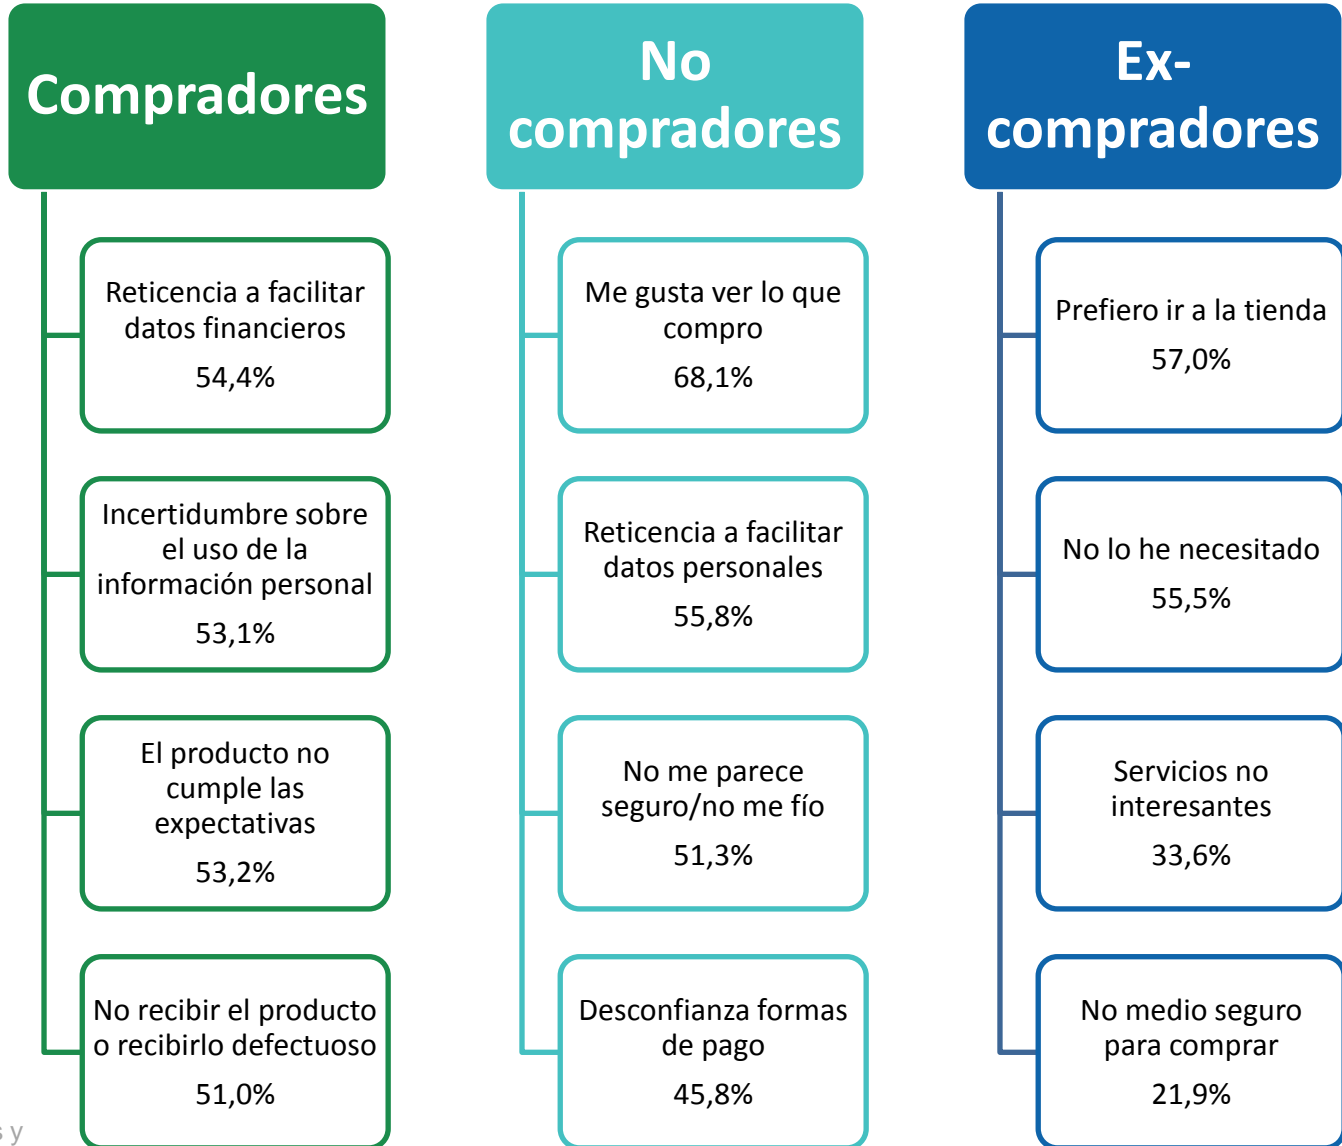 Compradores
Reticencia a facilitar
datos financieros
54,4%
Incertidumbre sobre
el uso de la
información personal
53,1%
El producto no
cumple las
expectativas
53,2%
No recibir el producto
o recibirlo defectuoso
51,0%
No
compradores
Me gusta ver lo que
compro
68,1%
Reticencia a facilitar
datos personales
55,8%
No me parece
seguro/no me fío
51,3%
Desconfianza formas
de pago
45,8%
Ex-
compradores
Prefiero ir a la tienda
57,0%
No lo he necesitado
55,5%
Servicios no
interesantes
33,6%
No medio seguro
para comprar
21,9%
s y